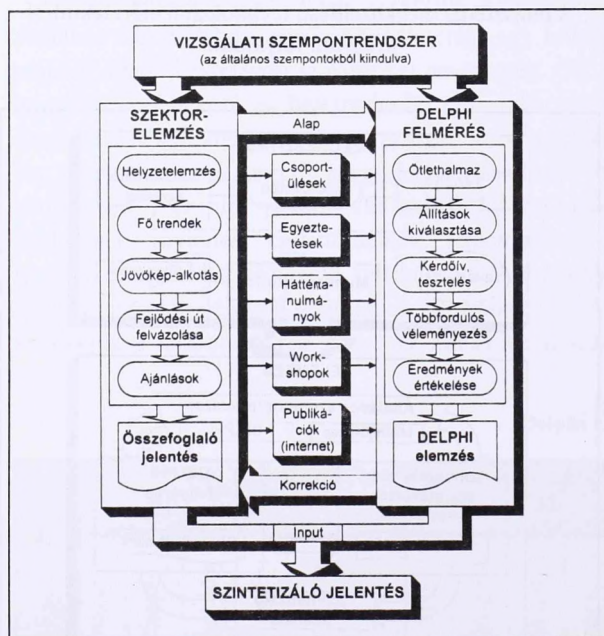 VIZSGÁLATI SZEMPONTRENDSZER
(az általános szempontokból kiindulva)
SZEKTOR-
ELEMZÉS
Helyzetelemzés
Fő trendek
Jövőkép-alkotás
Fejlődési út
felvázolása
Ajánlások
Összefoglaló
jelentés
Alap
Csoport-
ülések
Egyezte-
tések
Háttérta-
nulmá-
nyok
Work-
shopok
Publiká-
ciók
(internet)
Korrekció
DELPHI
FELMÉRÉS
Ötlethalmaz
Állítások
kiválasztása
Kérdőív,
tesztelés
Többfordulós
véleményezés
Eredmények
értékelése
DELPHI
elemzés
Input
SZINTETIZÁLÓ JELENTÉS